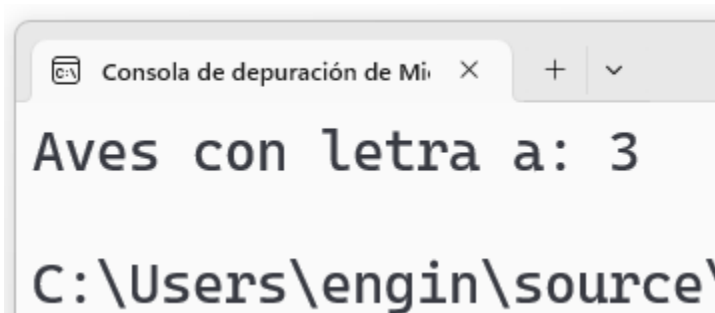 Consola de depuración de Mi
Aves con letra a: 3
C:\Users\engin\source\